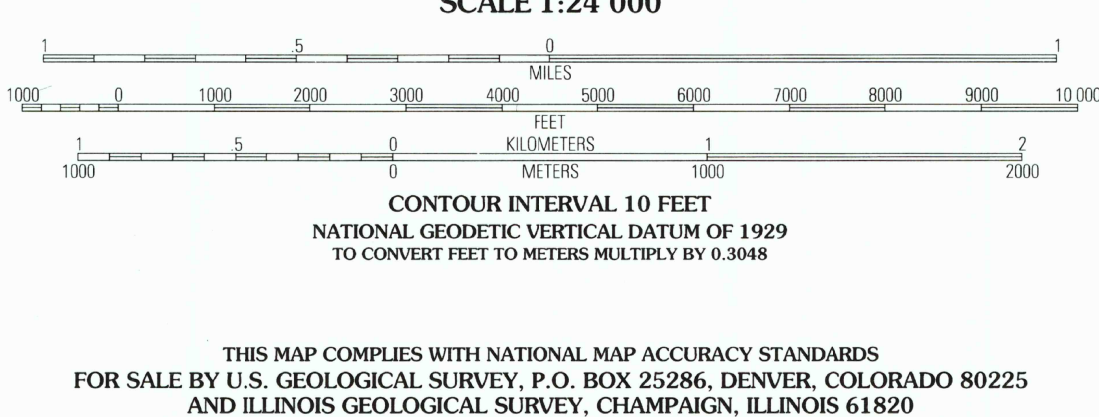 SCALE 1:24 000
1 .5 0 1
MILES
1000 0 1000 2000 3000 4000 5000 6000 7000 8000 9000 10 000
FEET
1 .5 0 KILOMETERS 1 2
1000 0 METERS 1000 2000
CONTOUR INTERVAL 10 FEET
NATIONAL GEODETIC VERTICAL DATUM OF 1929
TO CONVERT FEET TO METERS MULTIPLY BY 0.3048
THIS MAP COMPLIES WITH NATIONAL MAP ACCURACY STANDARDS
FOR SALE BY U.S. GEOLOGICAL SURVEY, P.O. BOX 25286, DENVER, COLORADO 80225
AND ILLINOIS GEOLOGICAL SURVEY, CHAMPAIGN, ILLINOIS 61820